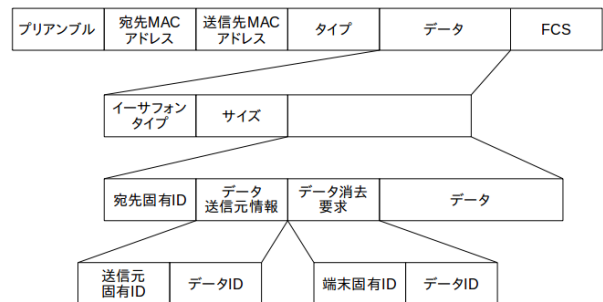 プリアンブル
宛先MAC
アドレス
送信先MAC
アドレス
タイプ
データ
FCS
イーサフォン
タイプ
サイズ
宛先固有ID
データ
送信元情報
データ消去
要求
データ
送信元
固有ID
データID
端末固有ID
データID